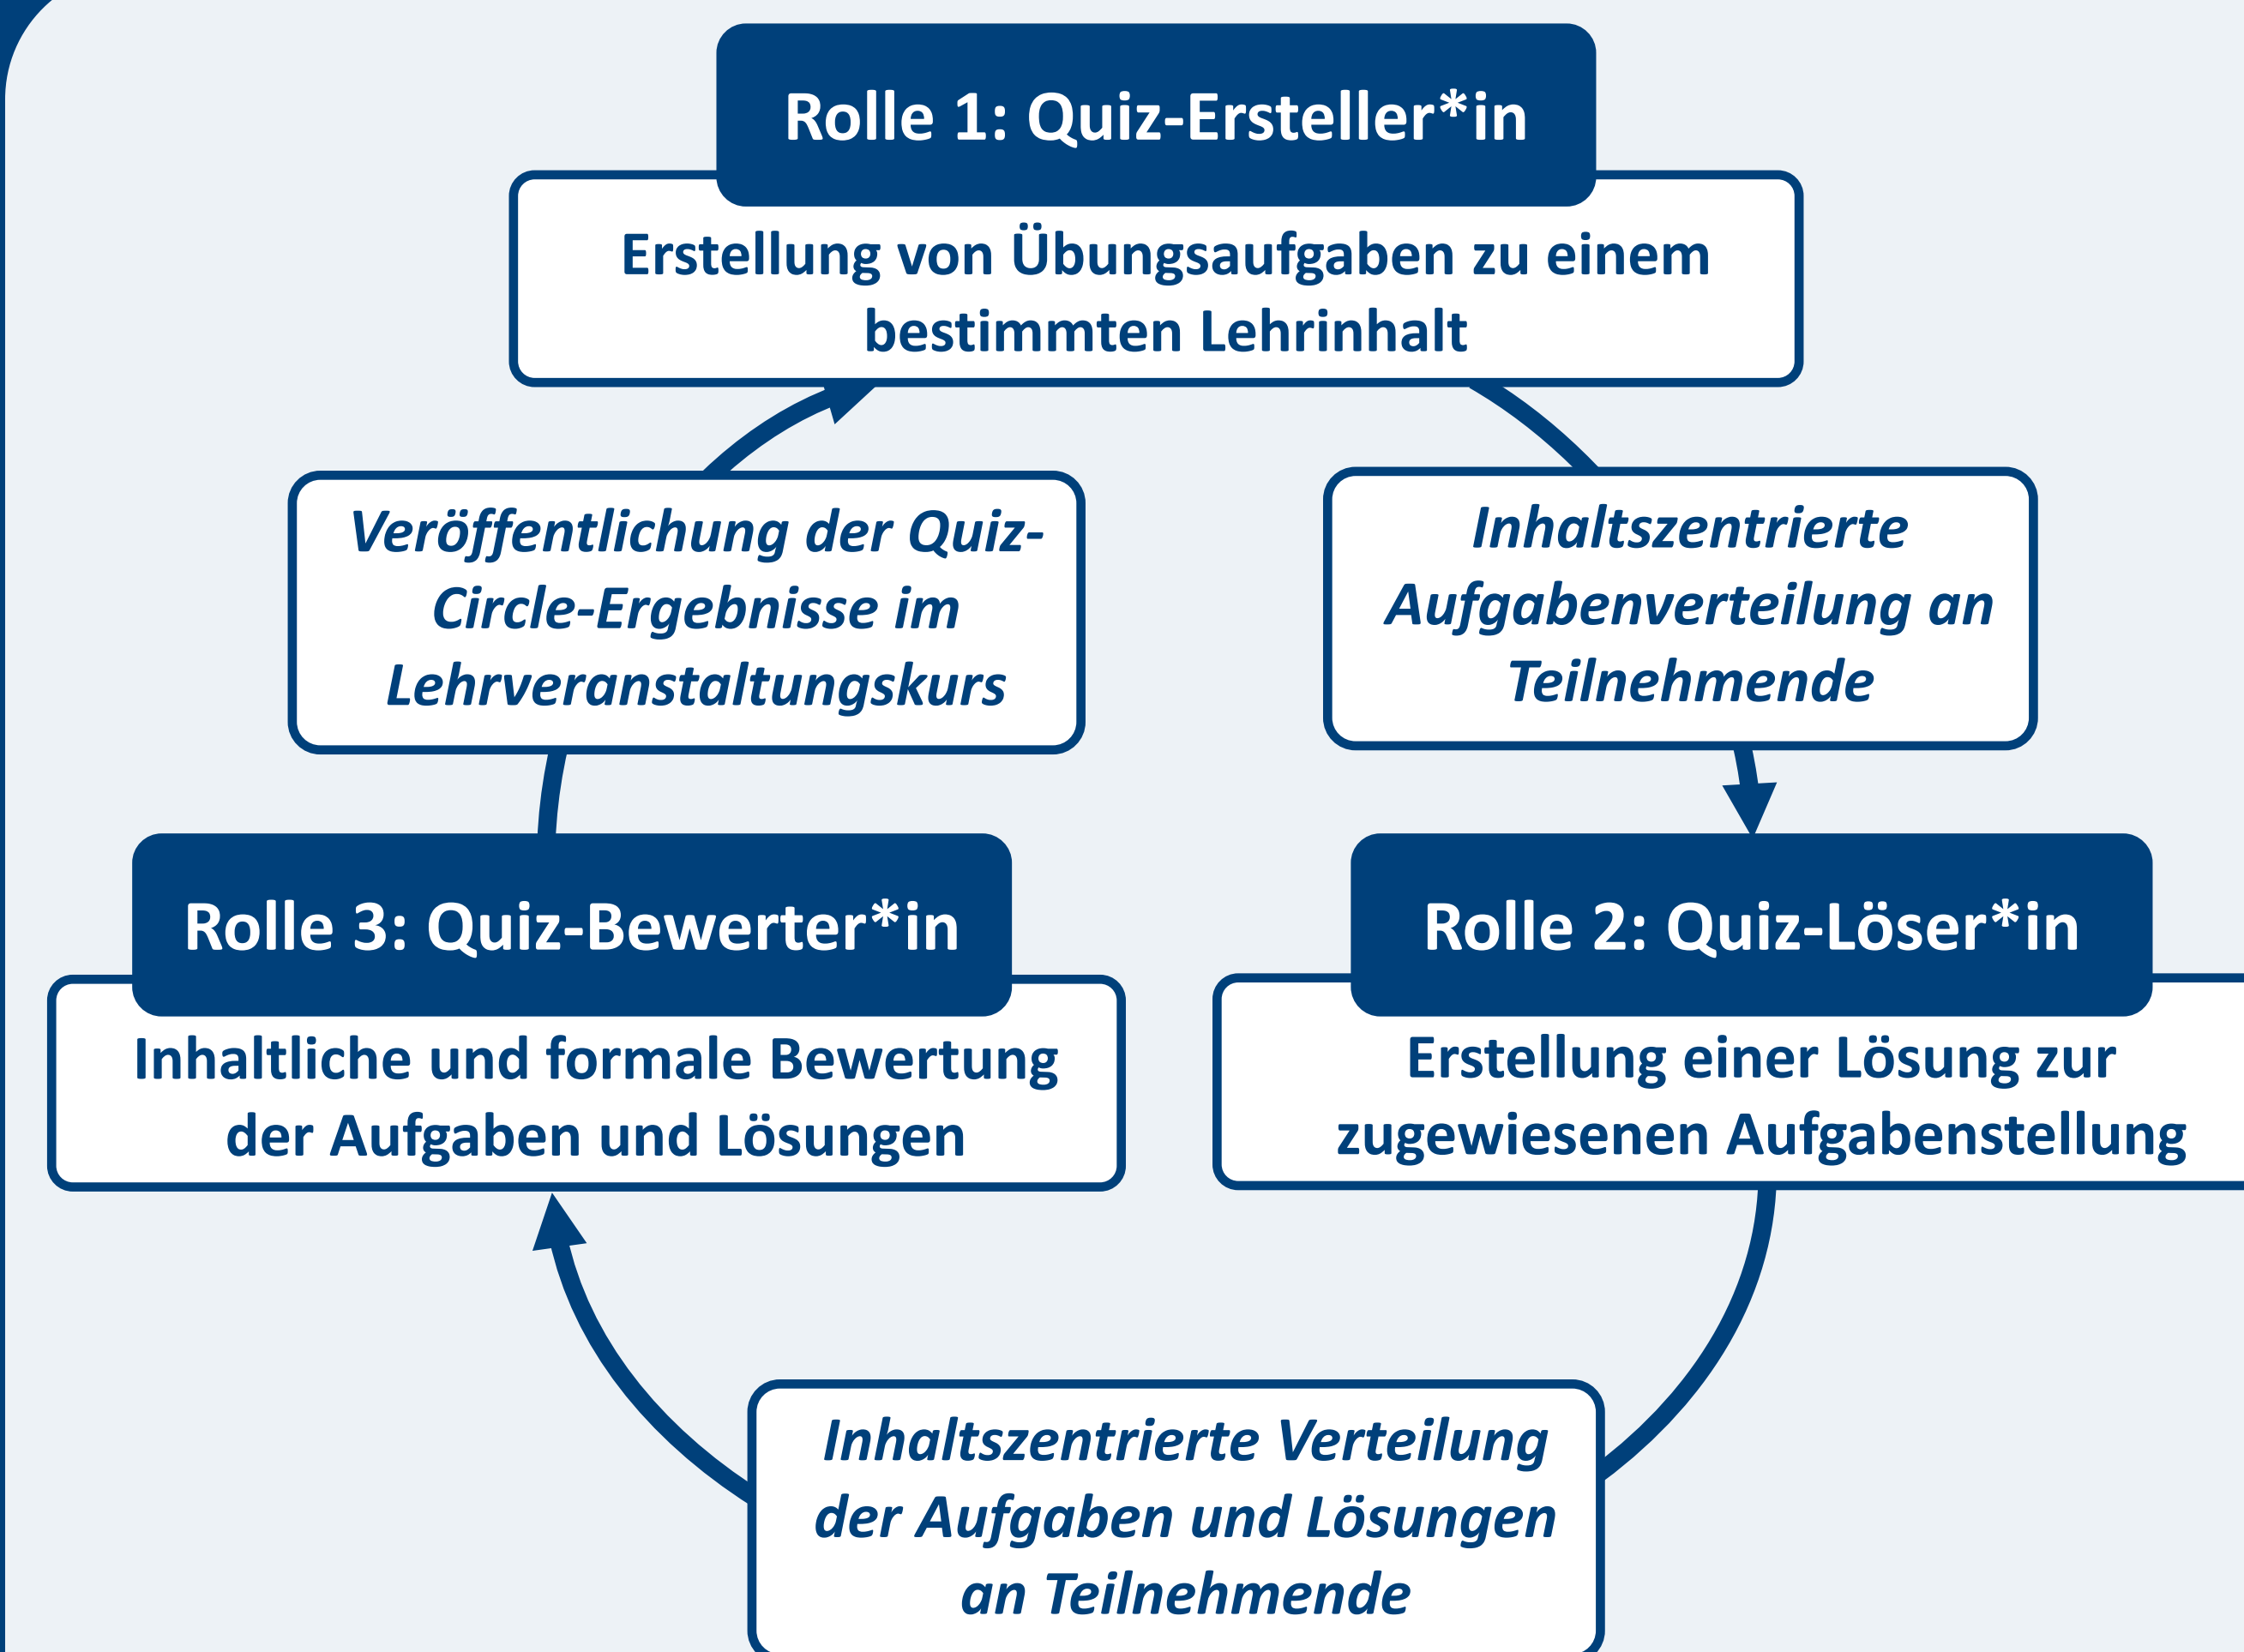 Rolle 1: Quiz-Ersteller*in
Erstellung von Übungsaufgaben zu einem
bestimmten Lehrinhalt
Veröffentlichung der Quiz-
Circle-Ergebnisse im
Lehrveranstaltungskurs
Inhaltszentrierte
Aufgabenverteilung an
Teilnehmende
Rolle 3: Quiz-Bewerter*in
Inhaltliche und formale Bewertung
der Aufgaben und Lösungen
Rolle 2: Quiz-Löser*in
Erstellung einer Lösung zur
zugewiesenen Aufgabenstellung
Inhaltszentrierte Verteilung
der Aufgaben und Lösungen
an Teilnehmende